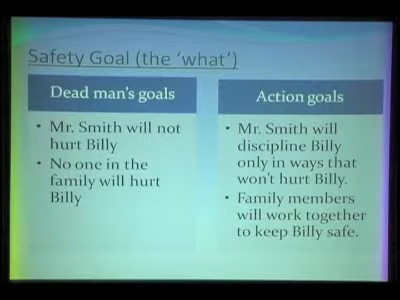 Safety Goal (the 'what')
Dead man's goals
• Mr. Smith will not
hurt Billy
• No one in the
family will hurt
Billy
Action goals
• Mr. Smith will
discipline Billy
only in ways that
won't hurt Billy.
• Family members
will work together
to keep Billy safe.